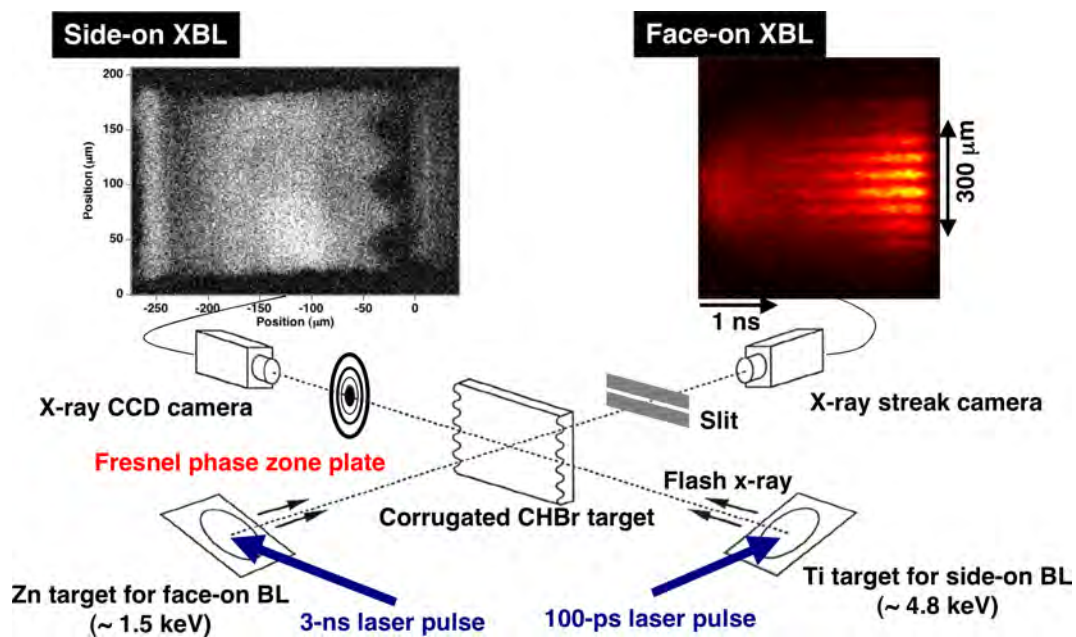 Side-on XBL
Face-on XBL
200
150
100
50
0
Position (μm)
-250
-200
-150
-100
-50
0
Position (μm)
300 μm
1 ns
X-ray CCD camera
X-ray streak camera
Slit
Fresnel phase zone plate
Flash x-ray
Corrugated CHBr target
Zn target for face-on BL
(~ 1.5 keV)
3-ns laser pulse
100-ps laser pulse
Ti target for side-on BL
(~ 4.8 keV)